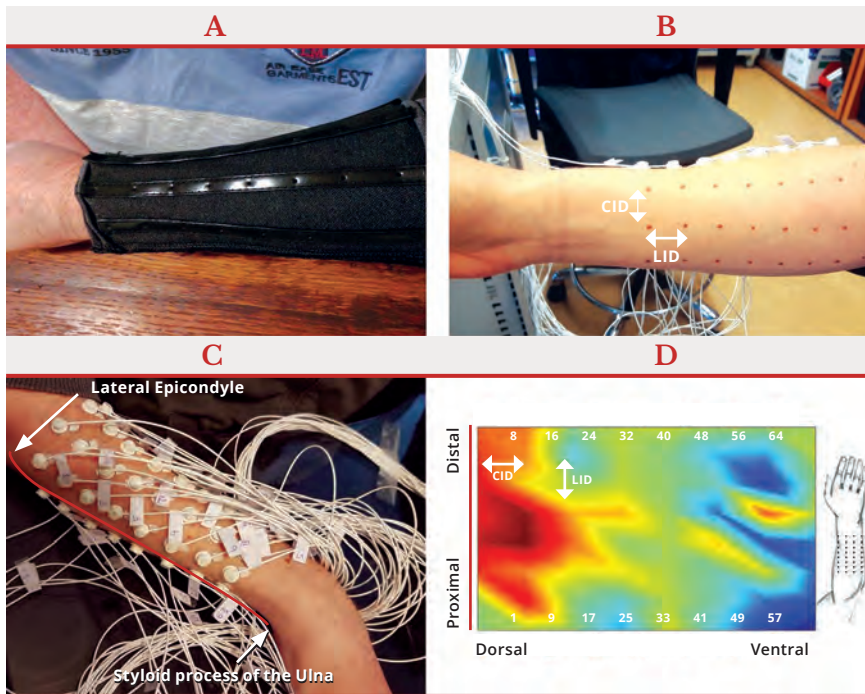 A
B
SINCE 1955
EST
GARMENTS
CID
LID
C
D
Lateral Epicondyle
Styloid process of the Ulna
Distal
Proximal
8 16 24 32 40 48 56 64
CID
LID
1 9 17 25 33 41 49 57
Dorsal
Ventral